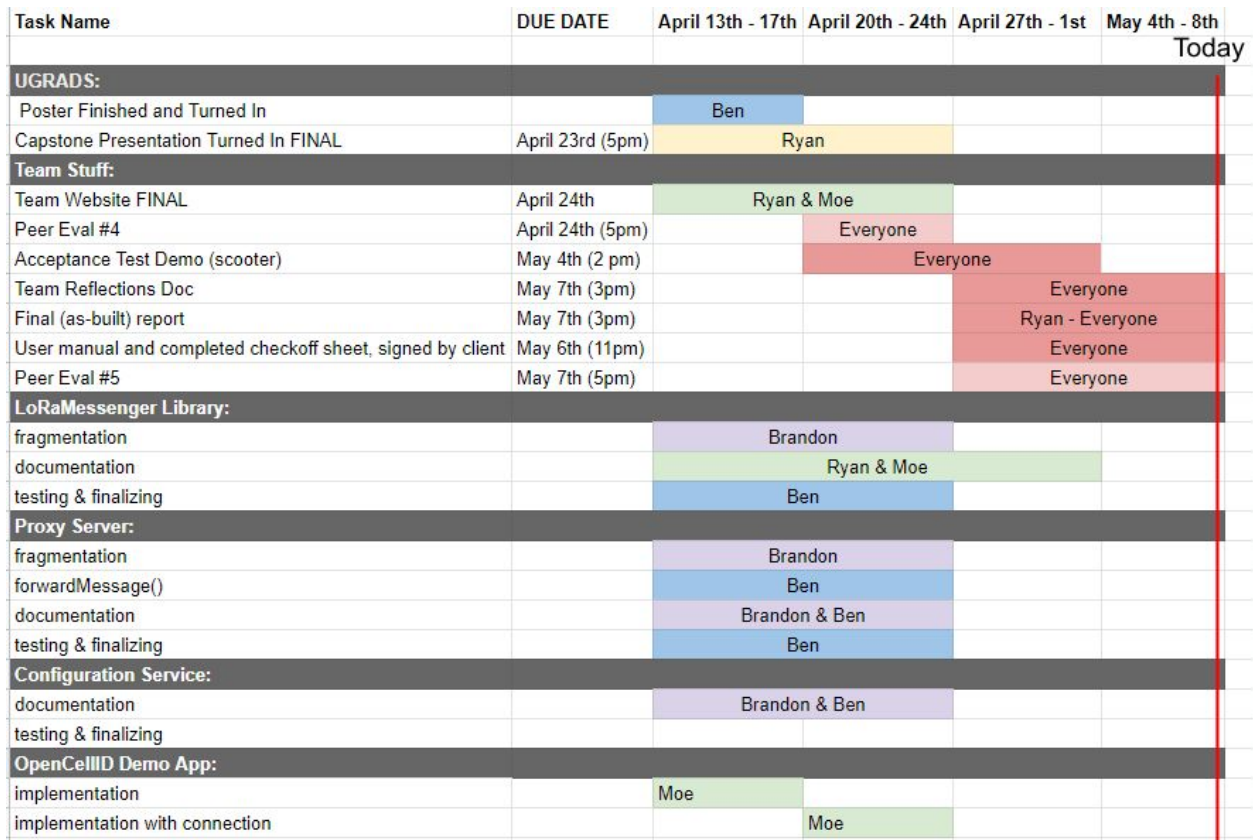 Task Name DUE DATE April 13th - 17th April 20th - 24th April 27th - 1st May 4th - 8th
Today
UGRADS:
Poster Finished and Turned In Ben
Capstone Presentation Turned In FINAL April 23rd (5pm) Ryan
Team Stuff:
Team Website FINAL April 24th Ryan & Moe
Peer Eval #4 April 24th (5pm) Everyone
Acceptance Test Demo (scooter) May 4th (2 pm) Everyone
Team Reflections Doc May 7th (3pm) Everyone
Final (as-built) report May 7th (3pm) Ryan - Everyone
User manual and completed checkoff sheet, signed by client May 6th (11pm) Everyone
Peer Eval #5 May 7th (5pm) Everyone
LoRaMessenger Library:
fragmentation Brandon
documentation Ryan & Moe
testing & finalizing Ben
Proxy Server:
fragmentation Brandon
forwardMessage() Ben
documentation Brandon & Ben
testing & finalizing Ben
Configuration Service:
documentation Brandon & Ben
testing & finalizing
OpenCellID Demo App:
implementation Moe
implementation with connection Moe